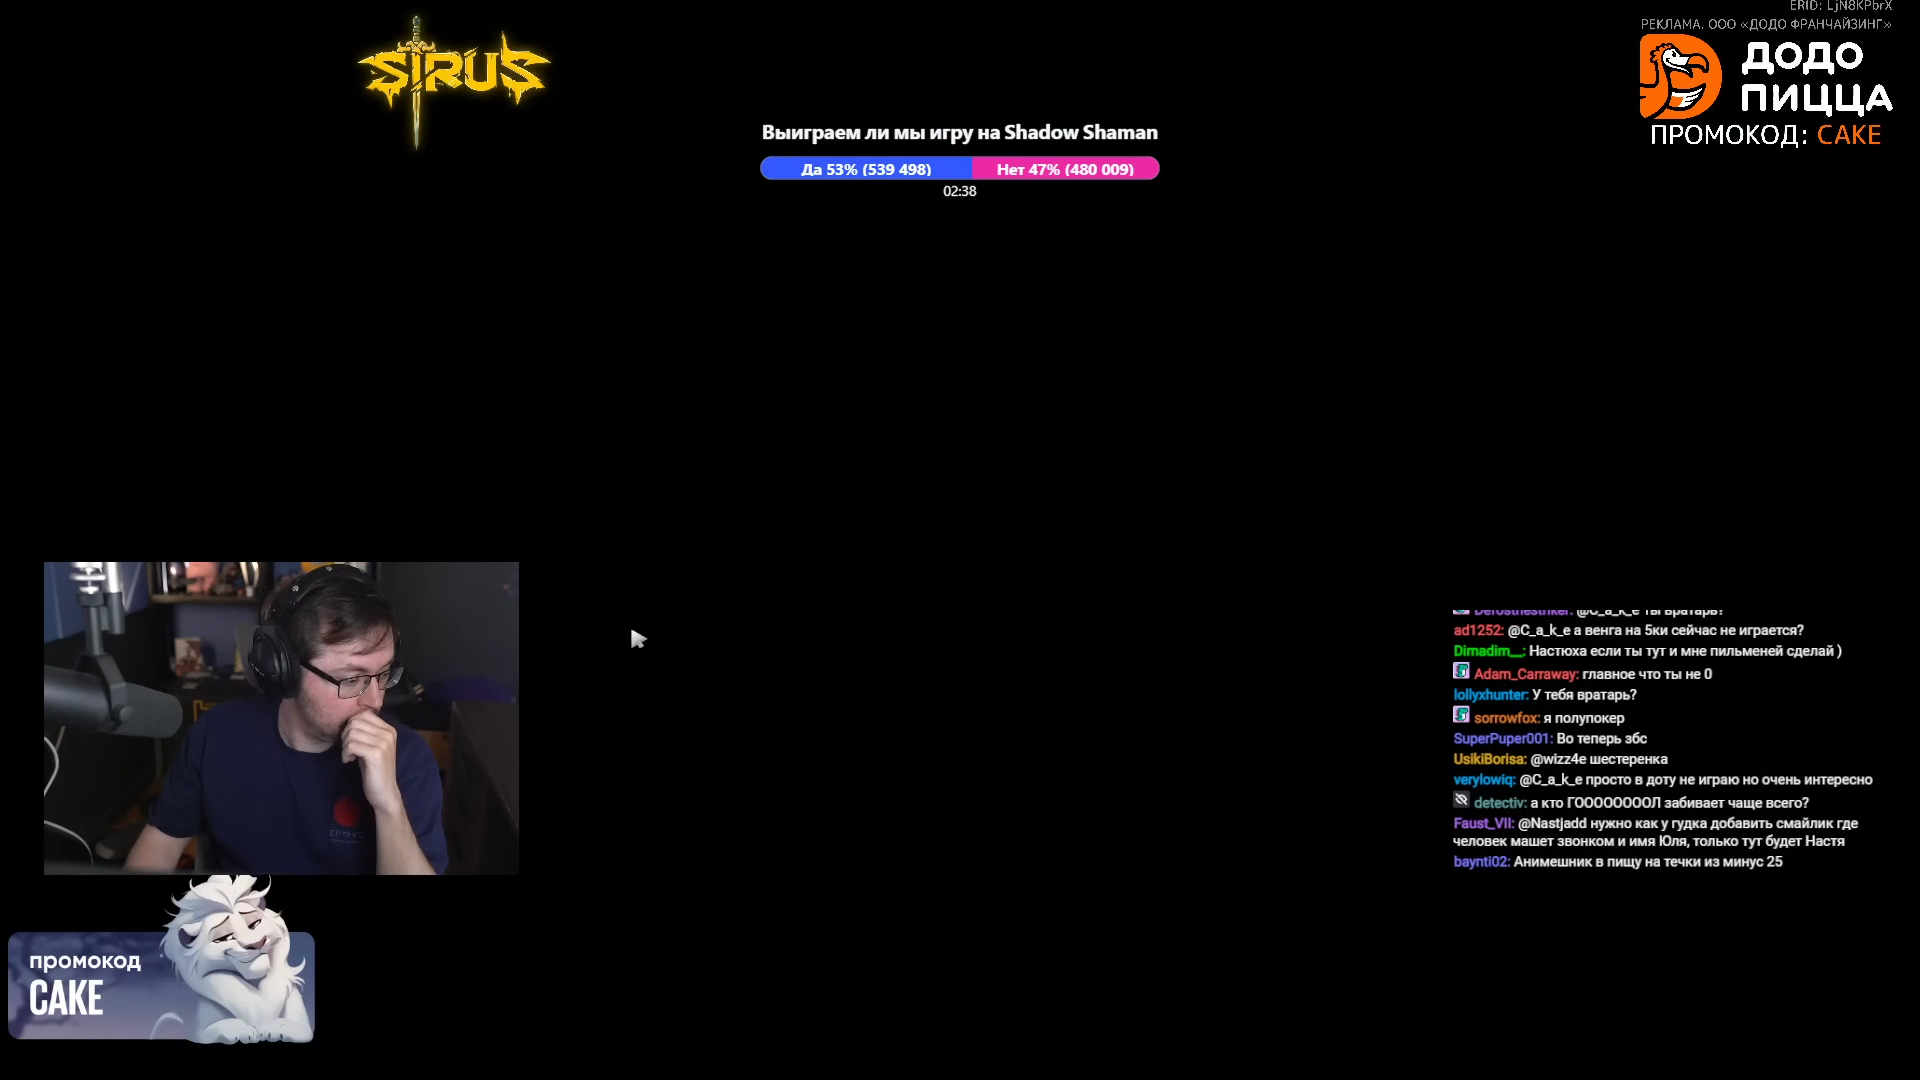 ERID: LjN8KPbrX
РЕКЛАМА. ООО «ДОДО ФРАНЧАЙЗИНГ»
SIRUS
ДОДО
ПИЦЦА
ПРОМОКОД: CAKE
Выиграем ли мы игру на Shadow Shaman
Да 53% (539 498) Нет 47% (480 009)
02:38
@C_a_k_e ты вратарь?
ad1252: @C_a_k_e а венга на 5ки сейчас не играется?
Dimadim__: Настюха если ты тут и мне пильменей сделай )
Adam_Carraway: главное что ты не 0
lollyxhunter: У тебя вратарь?
sorrowfox: я полупокер
SuperPuper001: Во теперь збс
UsikiBorisa: @wizz4e шестеренка
verylowiq: @C_a_k_e просто в доту не играю но очень интересно
detectiv: а кто ГООООООООЛ забивает чаще всего?
Faust_VII: @Nastjadd нужно как у гудка добавить смайлик где
человек машет звонком и имя Юля, только тут будет Настя
baynti02: Анимешник в пищу на течки из минус 25
промокод
CAKE